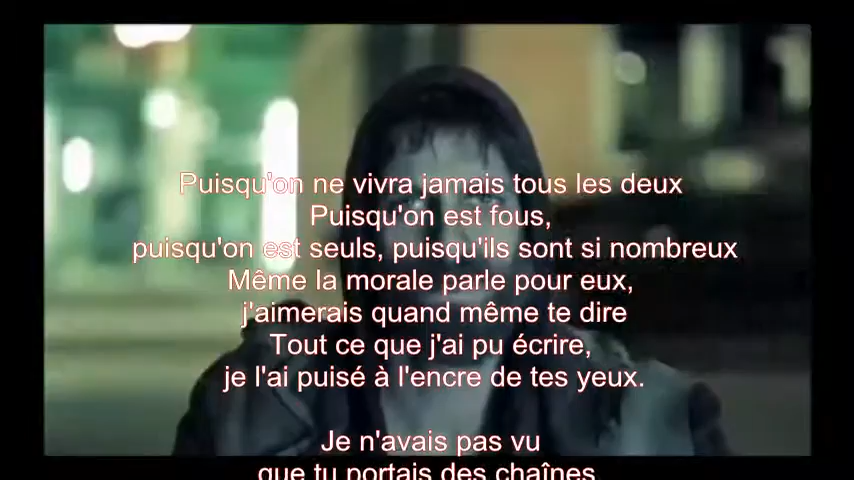 Puisqu'on ne vivra jamais tous les deux
Puisqu'on est fous,
puisqu'on est seuls, puisqu'ils sont si nombreux
Même la morale parle pour eux,
j'aimerais quand même te dire
Tout ce que j'ai pu écrire,
je l'ai puisé à l'encre de tes yeux.
Je n'avais pas vu
que tu portais des chaînes